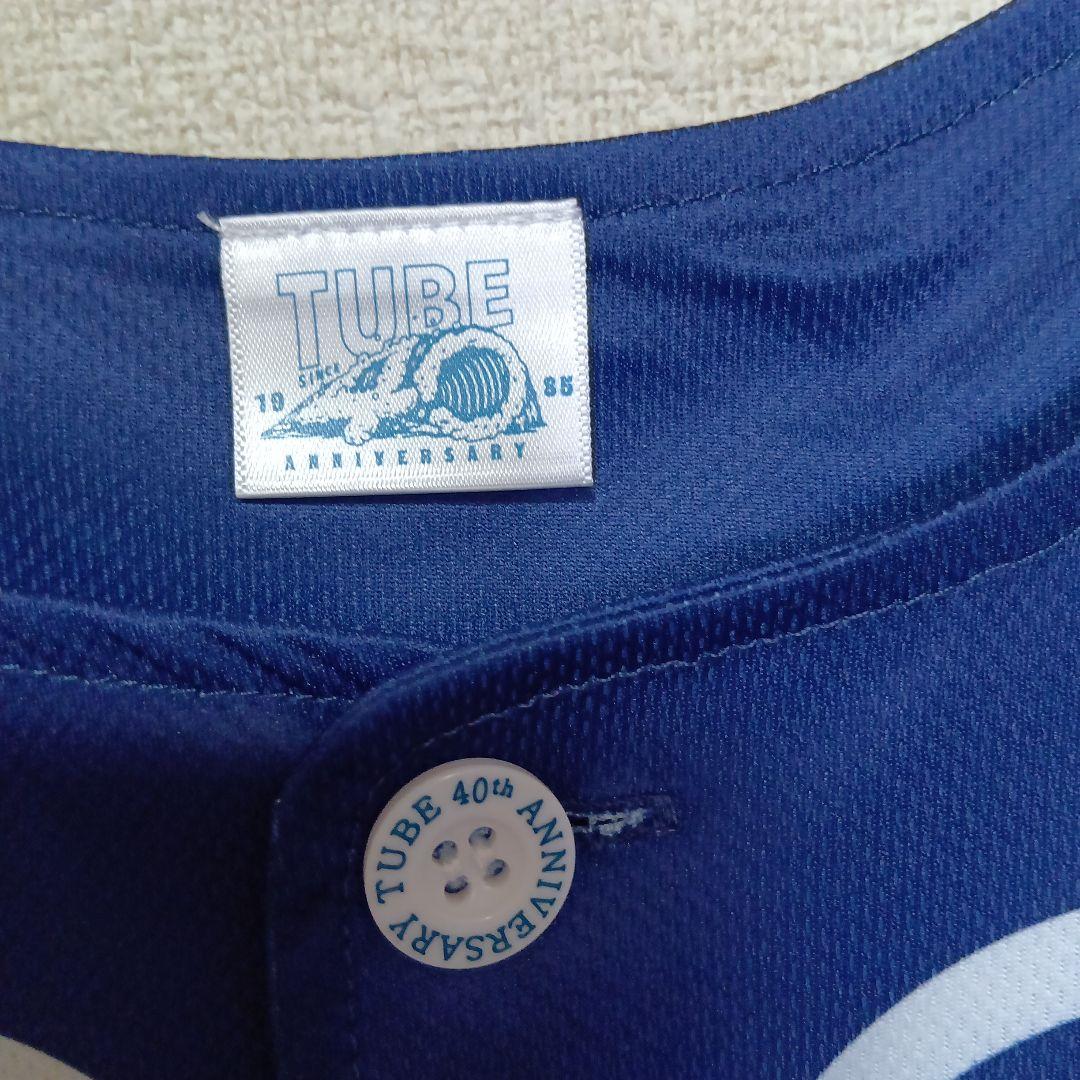 TUBE
SINCE
19 85
ANNIVERSARY
TUBE 40th ANNIVERSARY